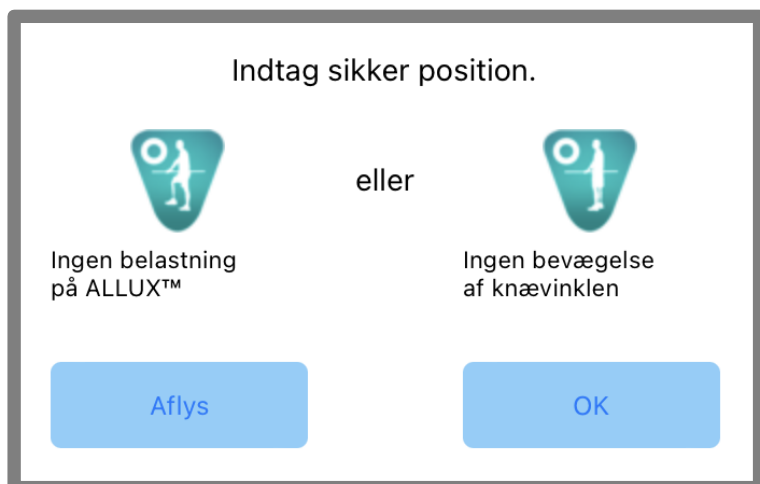 Indtag sikker position.
eller
Ingen belastning
på ALLUX™
Ingen bevægelse
af knævinklen
Aflys
OK